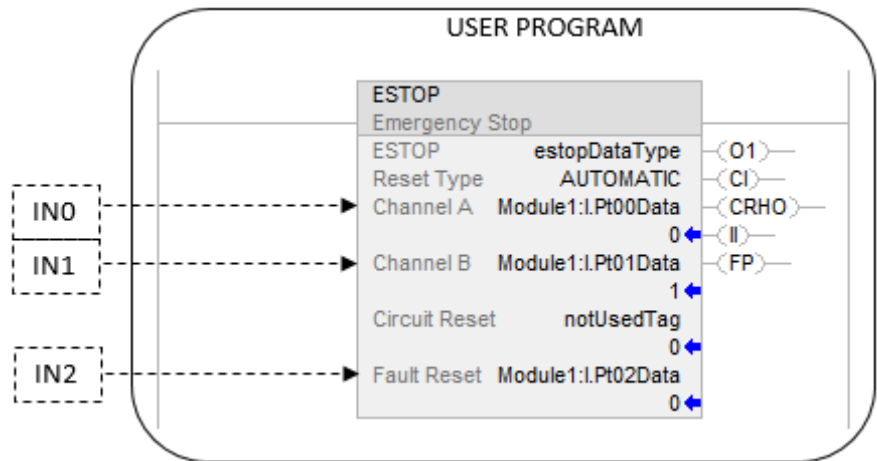 USER PROGRAM
ESTOP
Emergency Stop
ESTOP estopDataType (O1)
Reset Type AUTOMATIC (CI)
IN0 Channel A Module1:I.Pt00Data (CRHO)
0 (II)
IN1 Channel B Module1:I.Pt01Data (FP)
1
Circuit Reset notUsedTag
0
IN2 Fault Reset Module1:I.Pt02Data
0